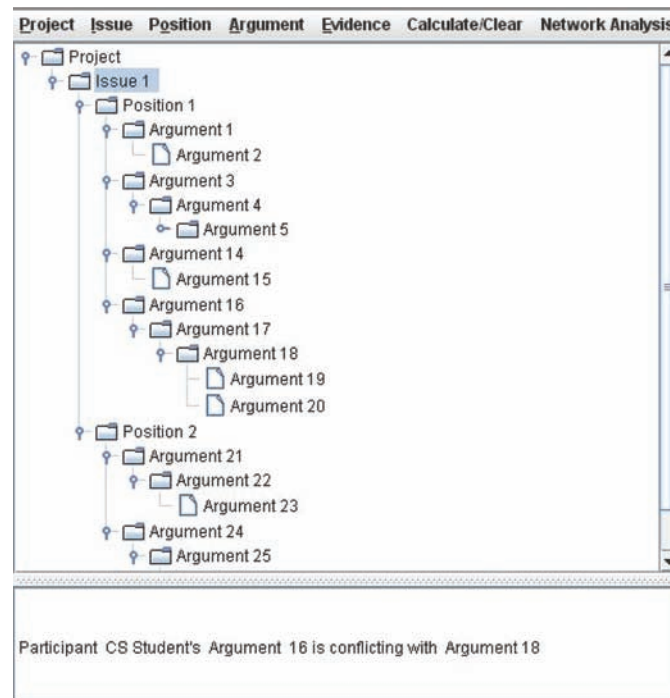 Project Issue Position Argument Evidence Calculate/Clear Network Analysis
Project
Issue 1
Position 1
Argument 1
Argument 2
Argument 3
Argument 4
Argument 5
Argument 14
Argument 15
Argument 16
Argument 17
Argument 18
Argument 19
Argument 20
Position 2
Argument 21
Argument 22
Argument 23
Argument 24
Argument 25
Participant CS Student's Argument 16 is conflicting with Argument 18